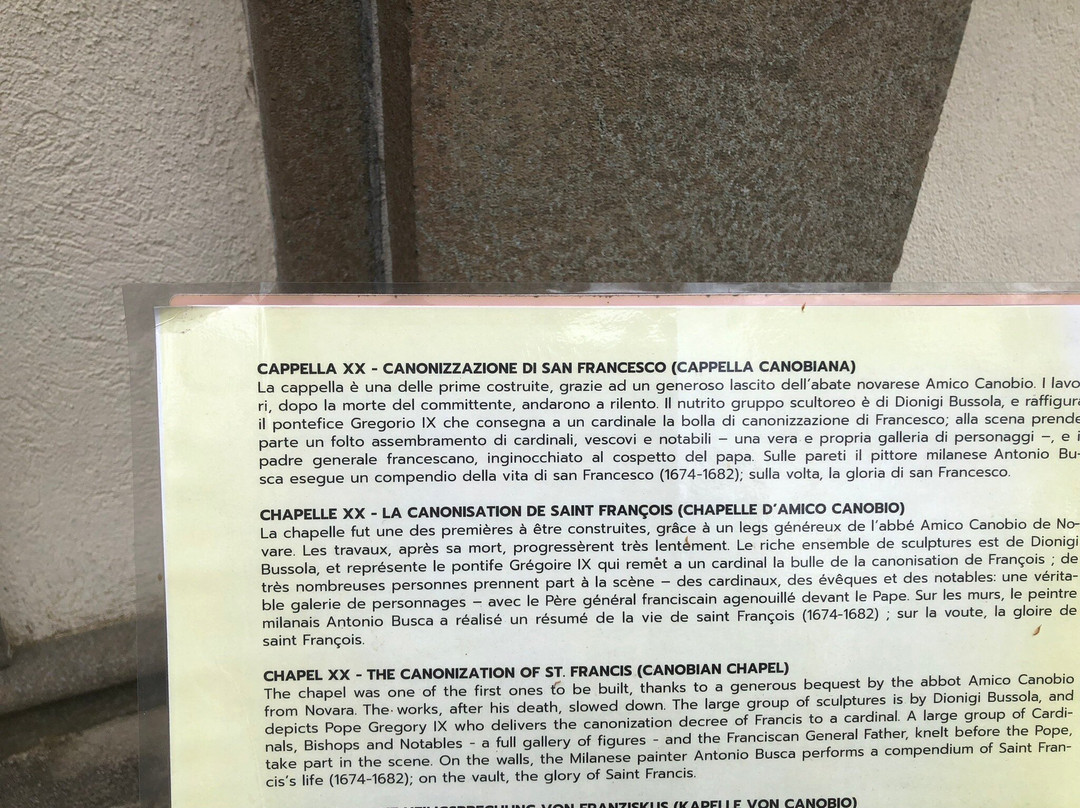 CAPPELLA XX - CANONIZZAZIONE DI SAN FRANCESCO (CAPPELLA CANOBIANA)
La cappella è una delle prime costruite, grazie ad un generoso lascito dell'abate novarese Amico Canobio. I lavo
ri, dopo la morte del committente, andarono a rilento. Il nutrito gruppo scultoreo è di Dionigi Bussola, e raffigura
il pontefice Gregorio IX che consegna a un cardinale la bolla di canonizzazione di Francesco; alla scena prende
parte un folto assembramento di cardinali, vescovi e notabili – una vera e propria galleria di personaggi –, e i
padre generale francescano, inginocchiato al cospetto del papa. Sulle pareti il pittore milanese Antonio Bu-
sca esegue un compendio della vita di san Francesco (1674-1682); sulla volta, la gloria di san Francesco.
CHAPELLE XX - LA CANONISATION DE SAINT FRANÇOIS (CHAPELLE D'AMICO CANOBIO)
La chapelle fut une des premières à être construites, grâce à un legs généreux de l'abbé Amico Canobio de No-
vare. Les travaux, après sa mort, progressèrent très lentement. Le riche ensemble de sculptures est de Dionigi
Bussola, et représente le pontife Grégoire IX qui remet a un cardinal la bulle de la canonisation de François ; de
très nombreuses personnes prennent part à la scène – des cardinaux, des évêques et des notables: une vérita-
ble galerie de personnages – avec le Père général franciscain agenouillé devant le Pape. Sur les murs, le peintre
milanais Antonio Busca a réalisé un résumé de la vie de saint François (1674-1682) ; sur la voute, la gloire de
saint François.
CHAPEL XX - THE CANONIZATION OF ST. FRANCIS (CANOBIAN CHAPEL)
The chapel was one of the first ones to be built, thanks to a generous bequest by the abbot Amico Canobio
from Novara. The works, after his death, slowed down. The large group of sculptures is by Dionigi Bussola, and
depicts Pope Gregory IX who delivers the canonization decree of Francis to a cardinal. A large group of Cardi-
nals, Bishops and Notables - a full gallery of figures - and the Franciscan General Father, knelt before the Pope,
take part in the scene. On the walls, the Milanese painter Antonio Busca performs a compendium of Saint Fran-
cis's life (1674-1682); on the vault, the glory of Saint Francis.
VON FRANZISKUS (KAPELLE VON CANOBIO)